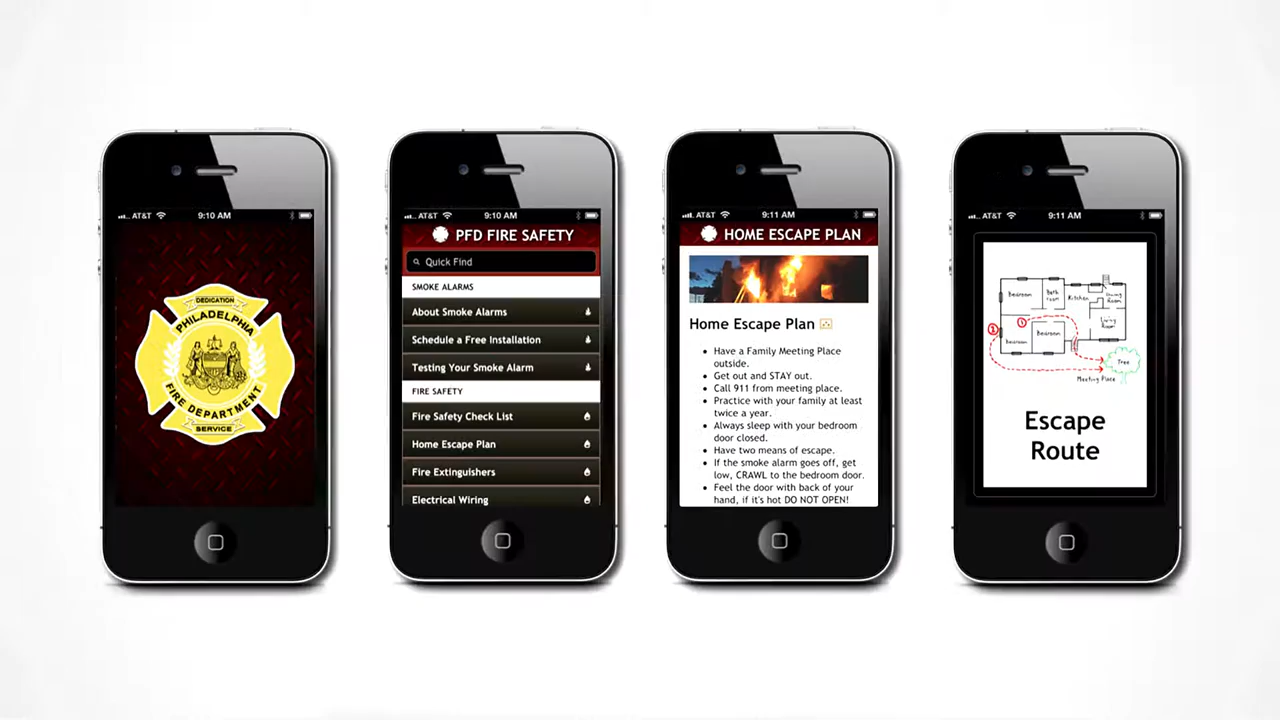 AT&T 9:10 AM
DEDICATION
PHILADELPHIA
FIRE DEPARTMENT
SERVICE
AT&T 9:10 AM
PFD FIRE SAFETY
Quick Find
SMOKE ALARMS
About Smoke Alarms
Schedule a Free Installation
Testing Your Smoke Alarm
FIRE SAFETY
Fire Safety Check List
Home Escape Plan
Fire Extinguishers
Electrical Wiring
AT&T 9:11 AM
HOME ESCAPE PLAN
Home Escape Plan
• Have a Family Meeting Place
outside.
• Get out and STAY out.
• Call 911 from meeting place.
• Practice with your family at least
twice a year.
• Always sleep with your bedroom
door closed.
• Have two means of escape.
• If the smoke alarm goes off, get
low, CRAWL to the bedroom door.
• Feel the door with back of your
hand, if it's hot DO NOT OPEN!
AT&T 9:11 AM
Bedroom
Bath
room
Kitchen
Dining
Room
Living
Room
2
1
Bedroom
Bedroom
Tree
Meeting Place
Escape
Route